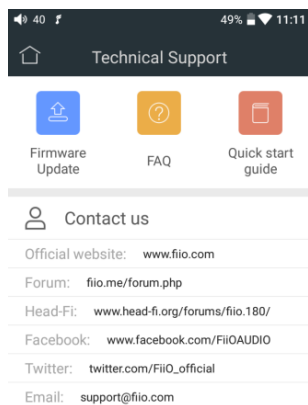 40 49% 11:11
Technical Support
Firmware Update
FAQ
Quick start guide
Contact us
Official website: www.fiio.com
Forum: fiio.me/forum.php
Head-Fi: www.head-fi.org/forums/fiio.180/
Facebook: www.facebook.com/FiiOAUDIO
Twitter: twitter.com/FiiO_official
Email: support@fiio.com